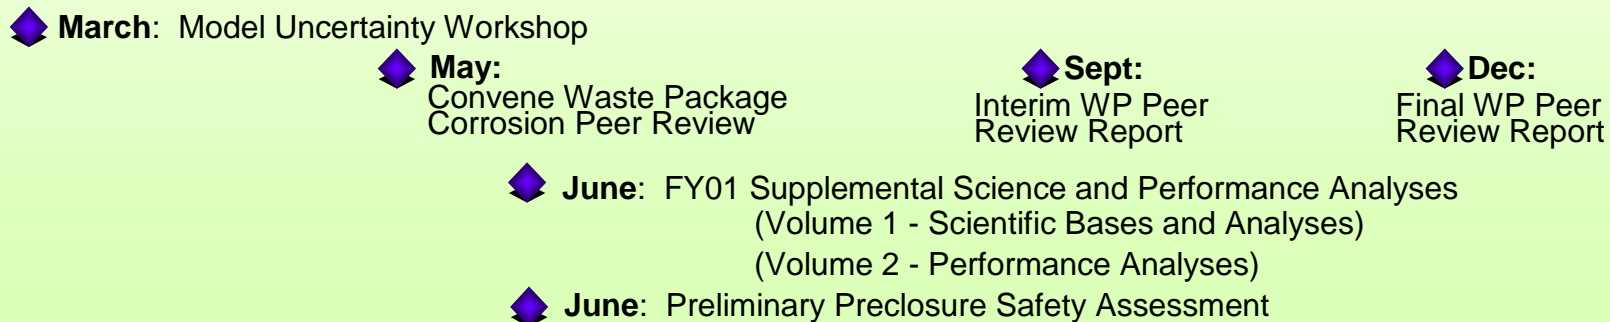 March: Model Uncertainty Workshop
May:
Convene Waste Package
Corrosion Peer Review
Sept:
Interim WP Peer
Review Report
Dec:
Final WP Peer
Review Report
June: FY01 Supplemental Science and Performance Analyses
(Volume 1 - Scientific Bases and Analyses)
(Volume 2 - Performance Analyses)
June: Preliminary Preclosure Safety Assessment